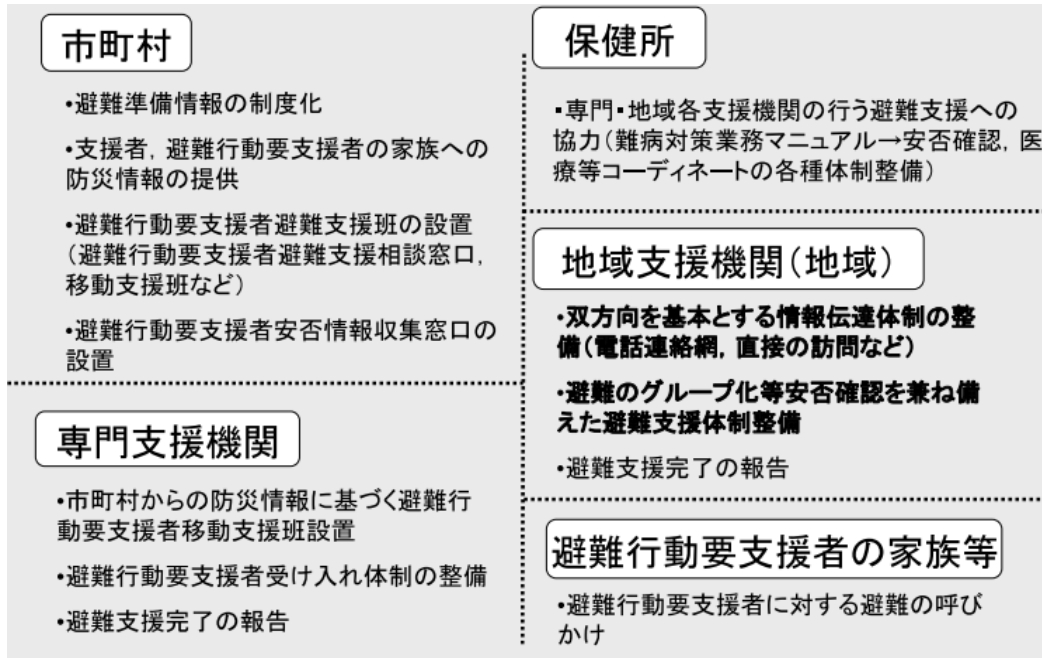 市町村
•避難準備情報の制度化
•支援者，避難行動要支援者の家族への
防災情報の提供
•避難行動要支援者避難支援班の設置
（避難行動要支援者避難支援相談窓口，
移動支援班など）
•避難行動要支援者安否情報収集窓口の
設置
専門支援機関
•市町村からの防災情報に基づく避難行
動要支援者移動支援班設置
•避難行動要支援者受け入れ体制の整備
•避難支援完了の報告
保健所
▪専門・地域各支援機関の行う避難支援への
協力（難病対策業務マニュアル→安否確認，医
療等コーディネートの各種体制整備）
地域支援機関（地域）
•双方向を基本とする情報伝達体制の整
備（電話連絡網，直接の訪問など）
•避難のグループ化等安否確認を兼ね備
えた避難支援体制整備
•避難支援完了の報告
避難行動要支援者の家族等
•避難行動要支援者に対する避難の呼び
かけ